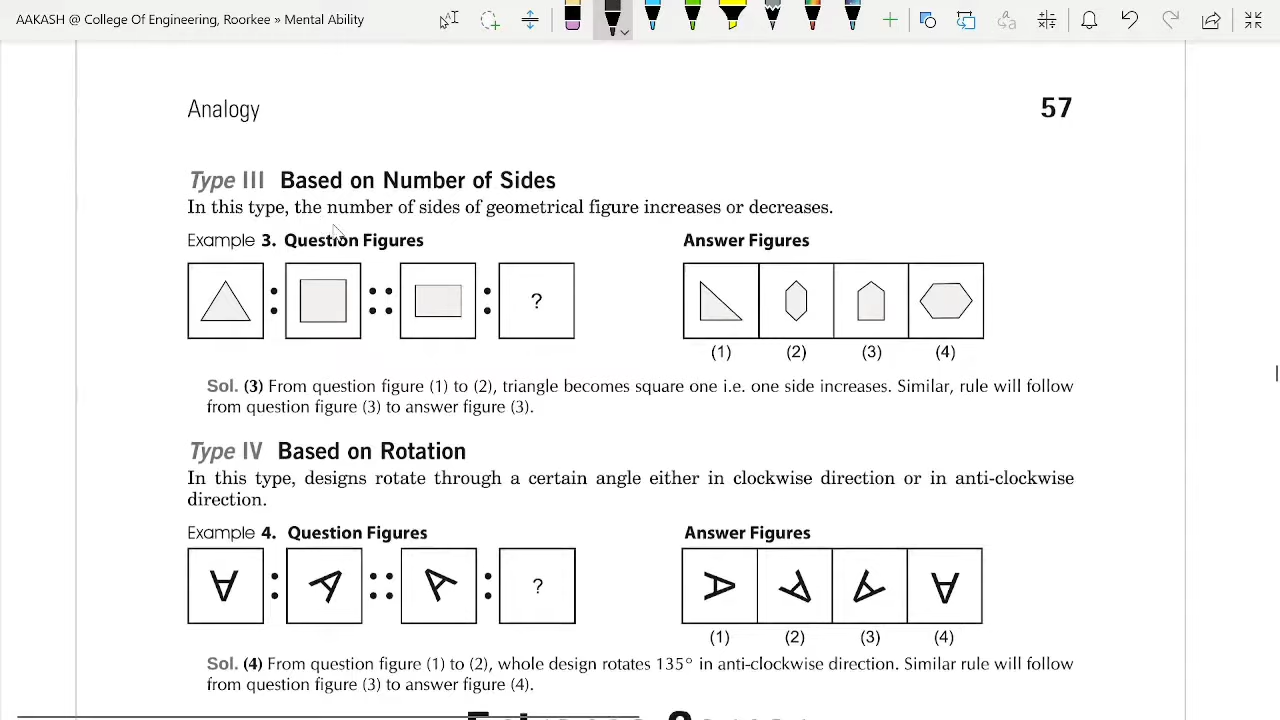 AAKASH @ College Of Engineering, Roorkee » Mental Ability
Analogy
57
Type III Based on Number of Sides
In this type, the number of sides of geometrical figure increases or decreases.
Example 3. Question Figures
Answer Figures
: :: : ?
(1) (2) (3) (4)
Sol. (3) From question figure (1) to (2), triangle becomes square one i.e. one side increases. Similar, rule will follow
from question figure (3) to answer figure (3).
Type IV Based on Rotation
In this type, designs rotate through a certain angle either in clockwise direction or in anti-clockwise
direction.
Example 4. Question Figures
Answer Figures
A : A :: A : ?
A A A A
(1) (2) (3) (4)
Sol. (4) From question figure (1) to (2), whole design rotates 135° in anti-clockwise direction. Similar rule will follow
from question figure (3) to answer figure (4).